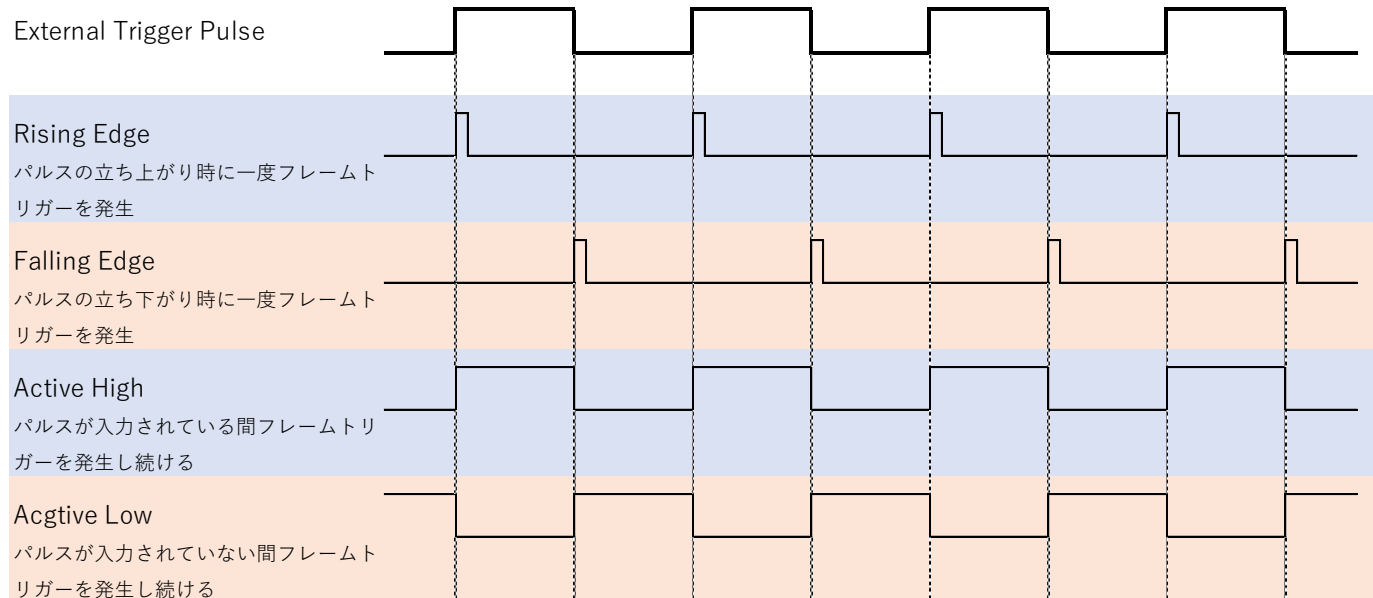 External Trigger Pulse
Rising Edge
パルスの立ち上がり時に一度フレームト
リガーを発生
Falling Edge
パルスの立ち下がり時に一度フレームト
リガーを発生
Active High
パルスが入力されている間フレームトリ
ガーを発生し続ける
Acgtive Low
パルスが入力されていない間フレームト
リガーを発生し続ける